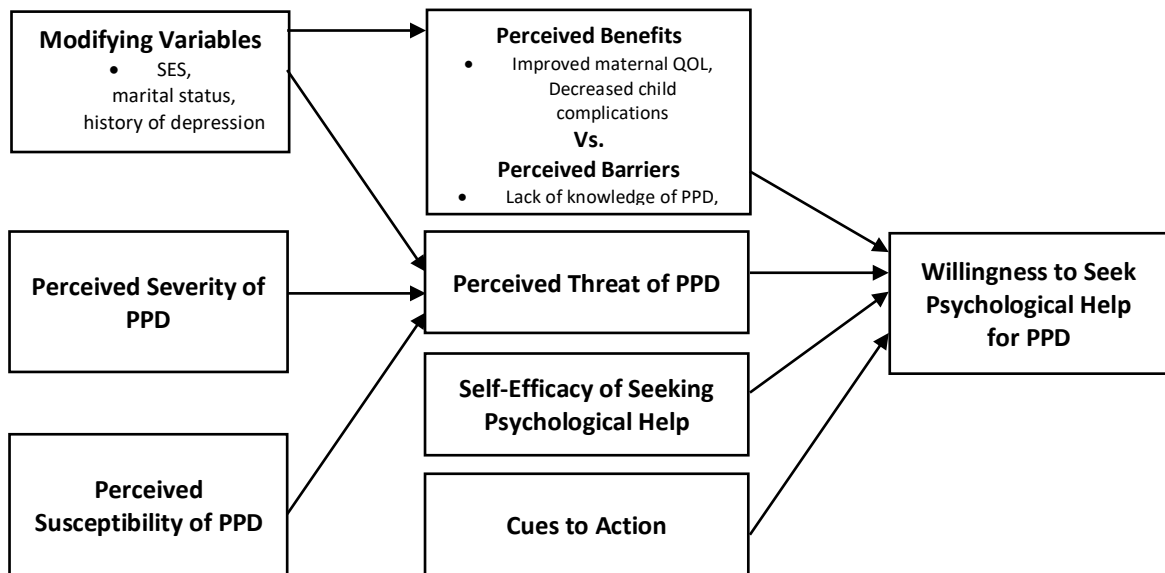 Modifying Variables
• SES,
marital status,
history of depression
Perceived Benefits
• Improved maternal QOL,
Decreased child
complications
Vs.
Perceived Barriers
• Lack of knowledge of PPD,
Perceived Severity of
PPD
Perceived Threat of PPD
Willingness to Seek
Psychological Help
for PPD
Self-Efficacy of Seeking
Psychological Help
Perceived
Susceptibility of PPD
Cues to Action